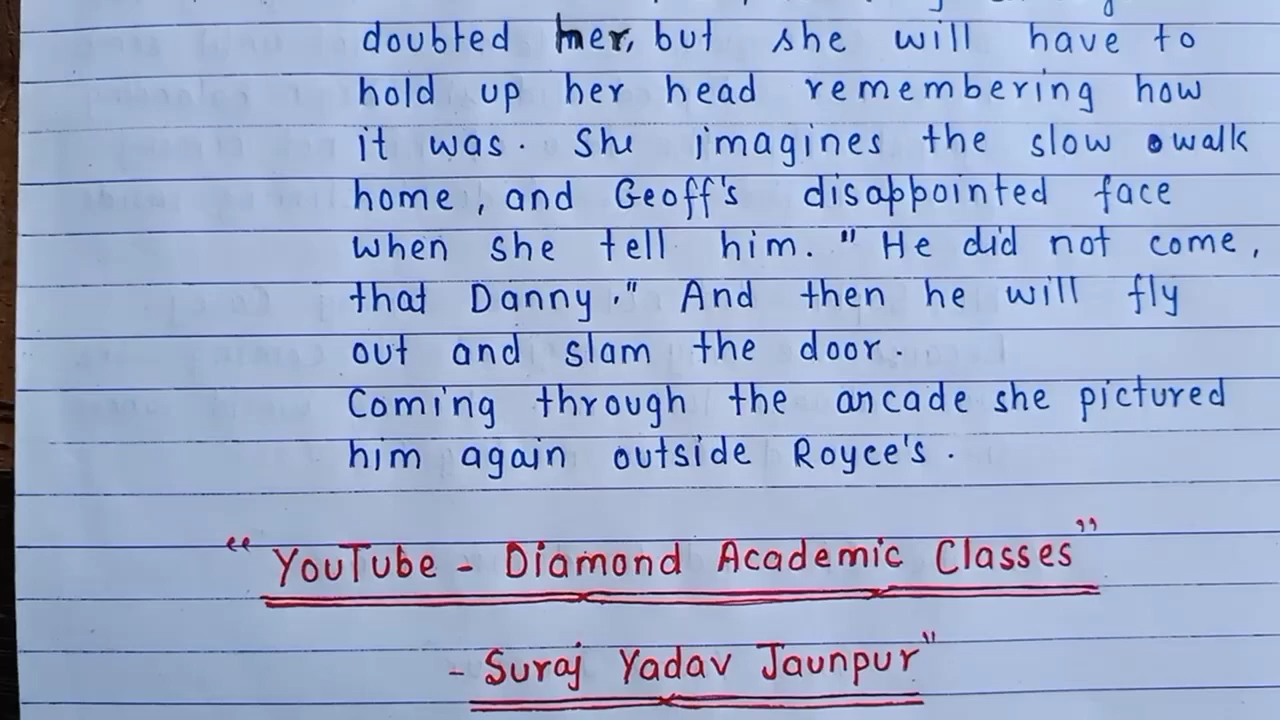 doubted her, but she will have to
hold up her head remembering how
it was. She imagines the slow walk
home, and Geoff's disappointed face
when she tell him. " He did not come,
that Danny." And then he will fly
out and slam the door.
Coming through the arcade she pictured
him again outside Royce's.
"YouTube - Diamond Academic Classes"
- Suraj Yadav Jaunpur"